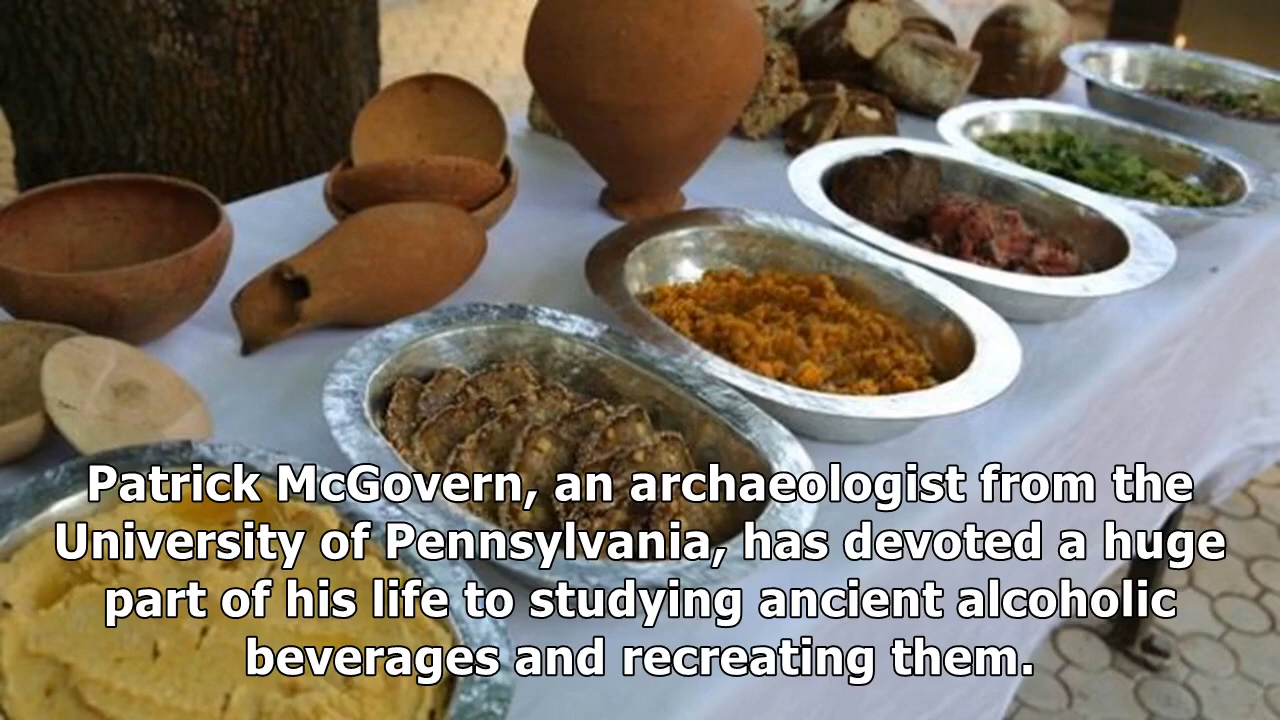 Patrick McGovern, an archaeologist from the
University of Pennsylvania, has devoted a huge
part of his life to studying ancient alcoholic
beverages and recreating them.